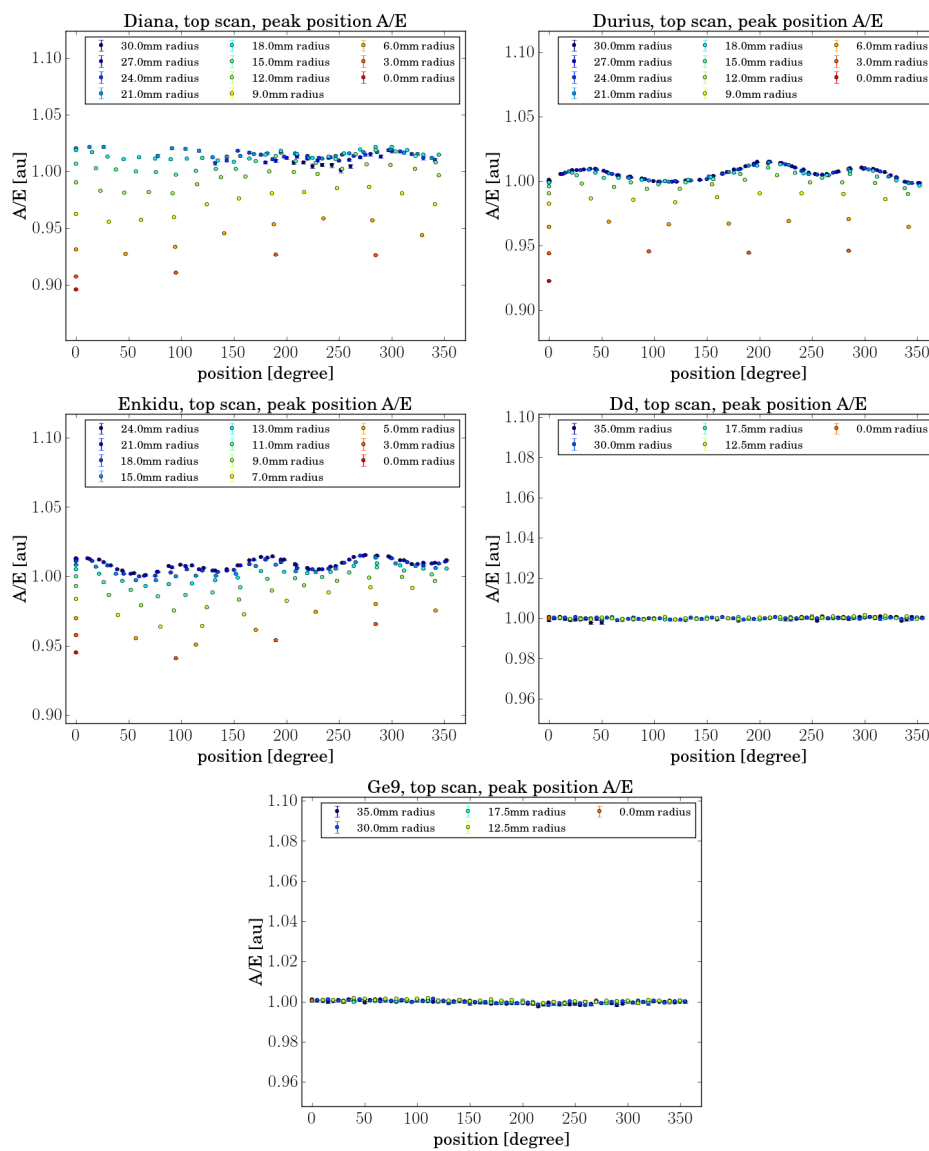 Diana, top scan, peak position A/E
30.0mm radius 18.0mm radius 6.0mm radius
27.0mm radius 15.0mm radius 3.0mm radius
24.0mm radius 12.0mm radius 0.0mm radius
21.0mm radius 9.0mm radius
1.10
1.05
1.00
0.95
0.90
A/E [au]
0 50 100 150 200 250 300 350
position [degree]
Durius, top scan, peak position A/E
30.0mm radius 18.0mm radius 6.0mm radius
27.0mm radius 15.0mm radius 3.0mm radius
24.0mm radius 12.0mm radius 0.0mm radius
21.0mm radius 9.0mm radius
1.10
1.05
1.00
0.95
0.90
A/E [au]
0 50 100 150 200 250 300 350
position [degree]
Enkidu, top scan, peak position A/E
24.0mm radius 13.0mm radius 5.0mm radius
21.0mm radius 11.0mm radius 3.0mm radius
18.0mm radius 9.0mm radius 0.0mm radius
15.0mm radius 7.0mm radius
1.10
1.05
1.00
0.95
0.90
A/E [au]
0 50 100 150 200 250 300 350
position [degree]
Dd, top scan, peak position A/E
35.0mm radius 17.5mm radius 0.0mm radius
30.0mm radius 12.5mm radius
1.10
1.08
1.06
1.04
1.02
1.00
0.98
0.96
A/E [au]
0 50 100 150 200 250 300 350
position [degree]
Ge9, top scan, peak position A/E
35.0mm radius 17.5mm radius 0.0mm radius
30.0mm radius 12.5mm radius
1.10
1.08
1.06
1.04
1.02
1.00
0.98
0.96
A/E [au]
0 50 100 150 200 250 300 350
position [degree]